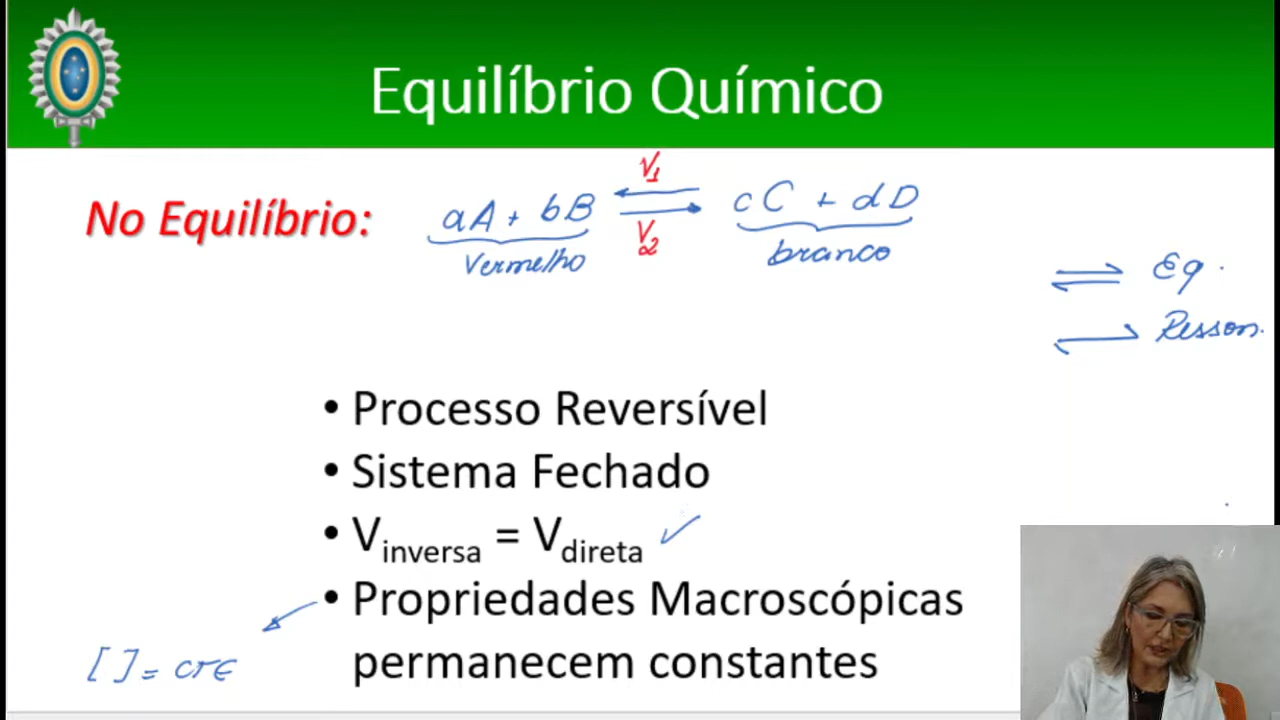 Equilíbrio Químico
V1
No Equilíbrio: aA + bB ⇄ cC + dD
V2
Vermelho branco
Eq.
Resson.
• Processo Reversível
• Sistema Fechado
• Vinversa = Vdireta ✓
• Propriedades Macroscópicas
permanecem constantes
[ ] = cte